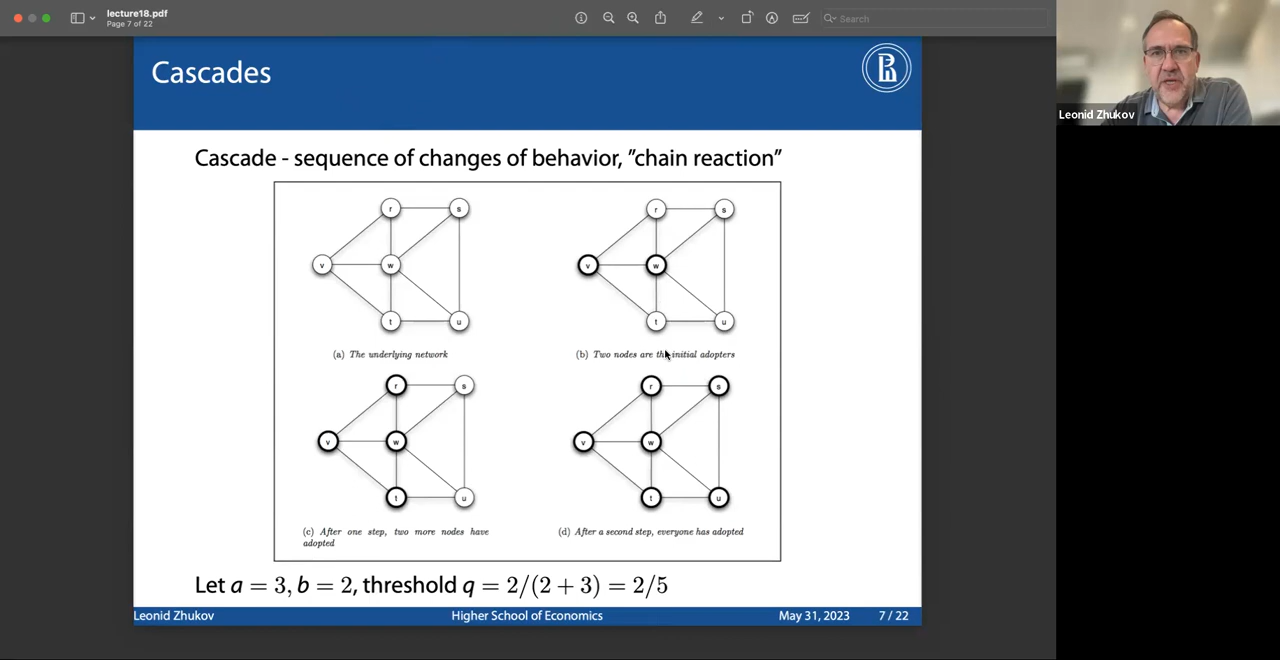 lecture18.pdf
Page 7 of 22
Search
Leonid Zhukov
Cascades
Cascade - sequence of changes of behavior, "chain reaction"
r s
v w
t u
(a) The underlying network
r s
v w
t u
(b) Two nodes are the initial adopters
r s
v w
t u
(c) After one step, two more nodes have
adopted
r s
v w
t u
(d) After a second step, everyone has adopted
Let a = 3, b = 2, threshold q = 2/(2 + 3) = 2/5
Leonid Zhukov Higher School of Economics May 31, 2023 7 / 22